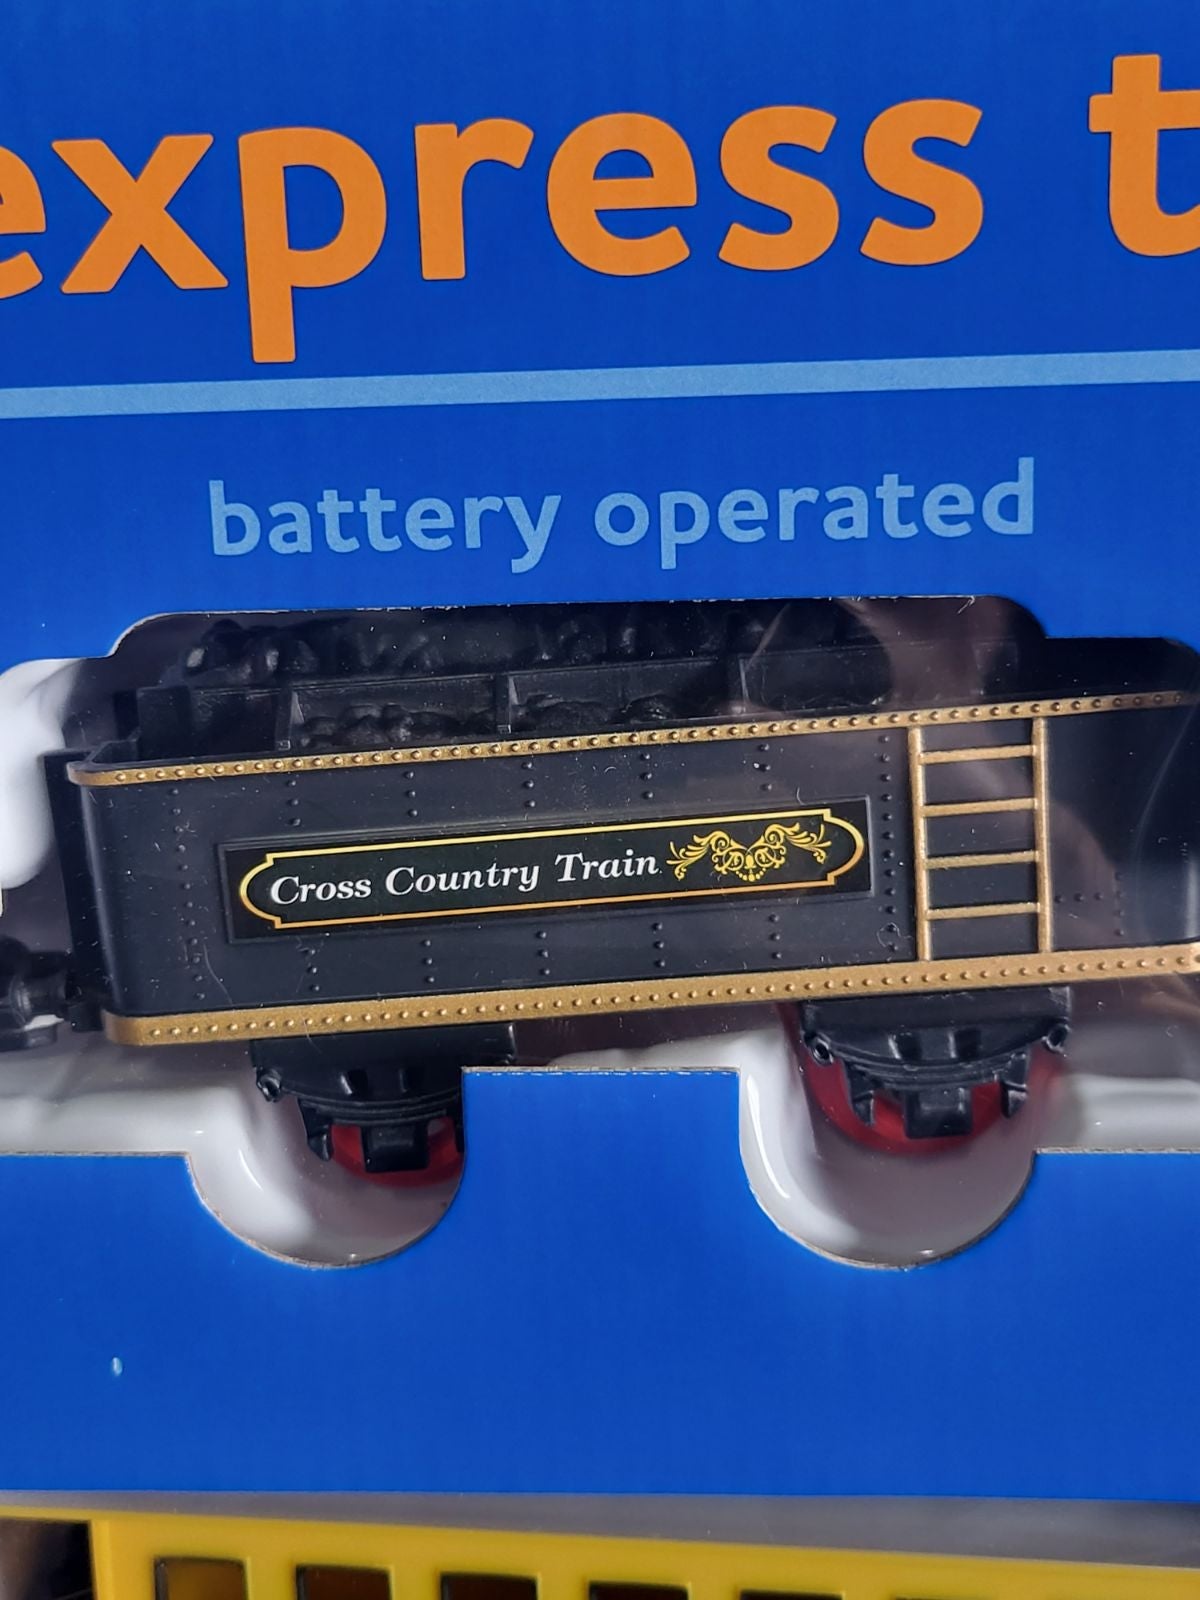 express t
battery operated
Cross Country Train